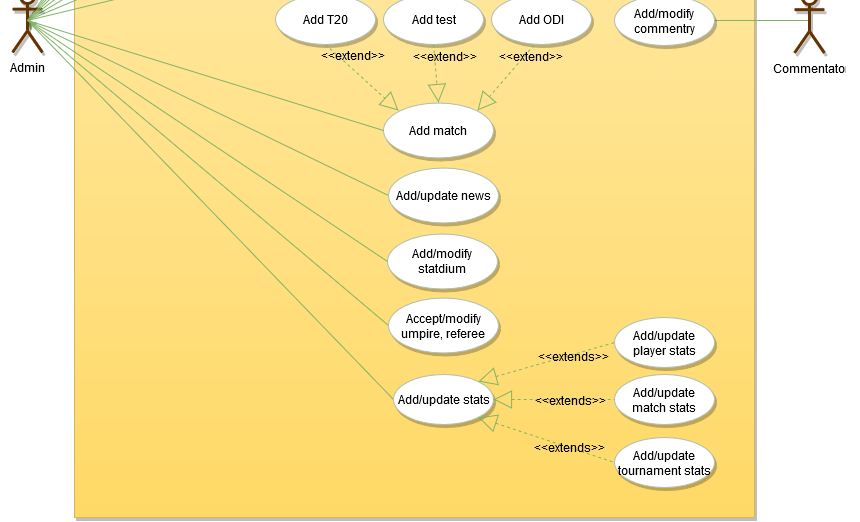 Add T20
Add test
Add ODI
Add/modify
commentry
<<extend>>
<<extend>>
<<extend>>
Admin
Commentator
Add match
Add/update news
Add/modify
statdium
Accept/modify
umpire, referee
Add/update
player stats
<<extends>>
Add/update stats
<<extends>>
Add/update
match stats
<<extends>>
Add/update
tournament stats